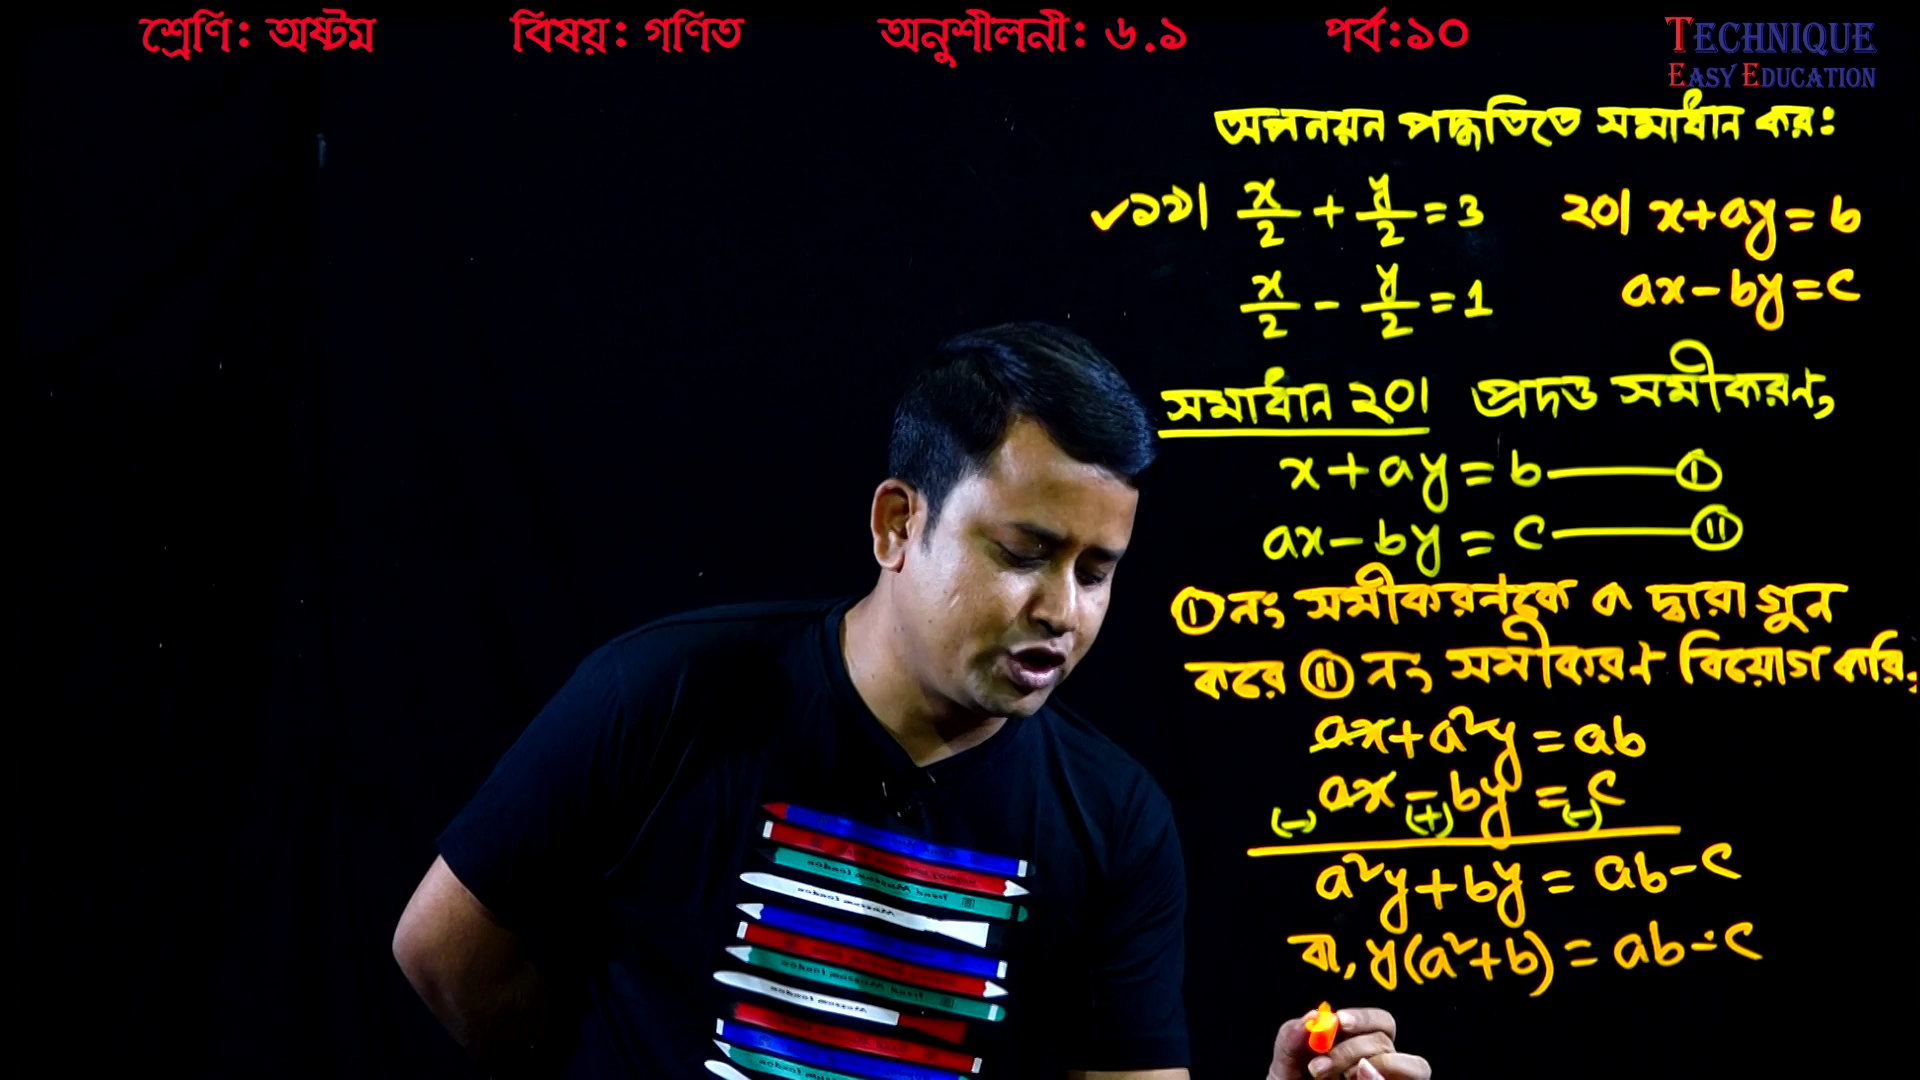 শ্রেণি: অষ্টম বিষয়: গণিত অনুশীলনী: ৬.১ পর্ব:১০
TECHNIQUE
EASY EDUCATION
অপনয়ন পদ্ধতিতে সমাধান কর:
✓১৯। x/2 + y/2 = 3 ২০। x+ay=b
x/2 - y/2 = 1 ax-by=c
সমাধান ২০। প্রদত্ত সমীকরণ,
x+ay=b (I)
ax-by=c (II)
(I) নং সমীকরণকে a দ্বারা গুন
করে (II) নং সমীকরণ বিয়োগ করি,
ax+a²y=ab
ax-by=c
(-) (+) (-)
a²y+by=ab-c
বা, y(a²+b)=ab-c